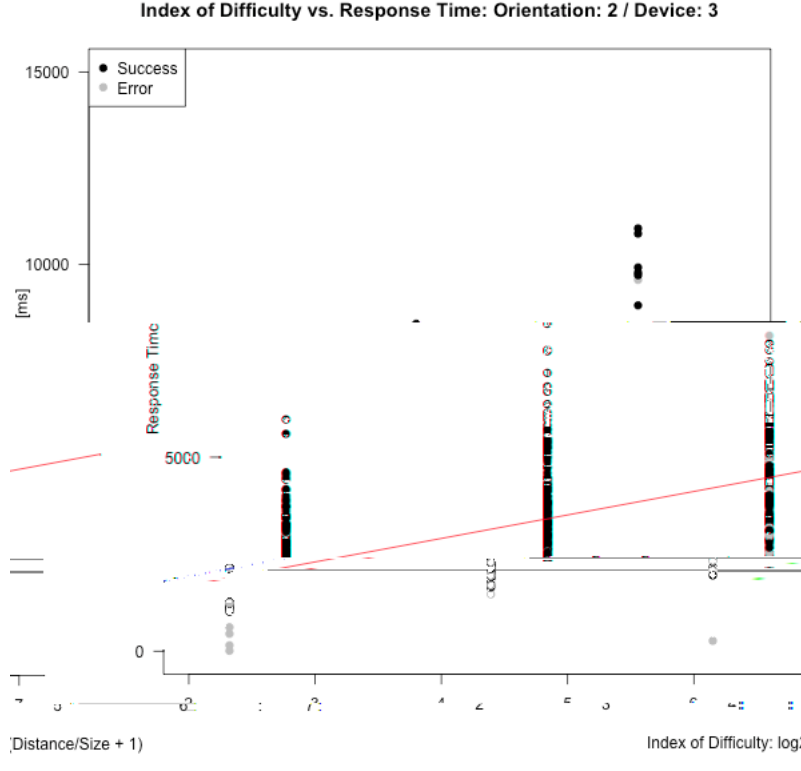 Index of Difficulty vs. Response Time: Orientation: 2 / Device: 3
15000
Success
Error
10000
[ms]
Response Time
5000
0
(Distance/Size + 1)
Index of Difficulty: log2